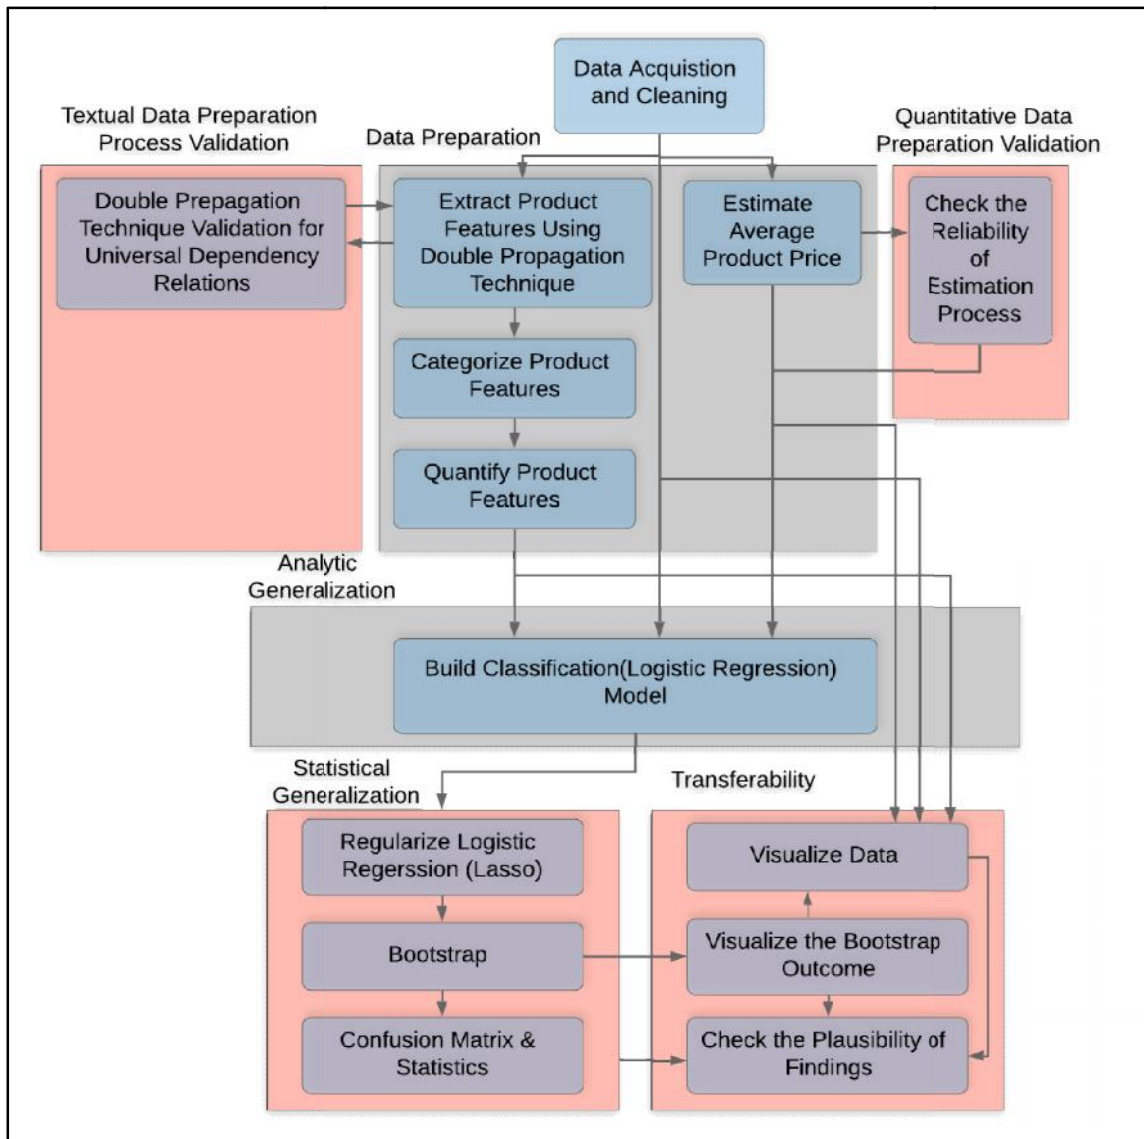 Data Acquistion
and Cleaning
Textual Data Preparation
Process Validation
Data Preparation
Quantitative Data
Preparation Validation
Double Prepagation
Technique Validation for
Universal Dependency
Relations
Extract Product
Features Using
Double Propagation
Technique
Estimate
Average
Product Price
Check the
Reliability
of
Estimation
Process
Categorize Product
Features
Quantify Product
Features
Analytic
Generalization
Build Classification(Logistic Regression)
Model
Statistical
Generalization
Transferability
Regularize Logistic
Regerssion (Lasso)
Visualize Data
Bootstrap
Visualize the Bootstrap
Outcome
Confusion Matrix &
Statistics
Check the Plausibility of
Findings